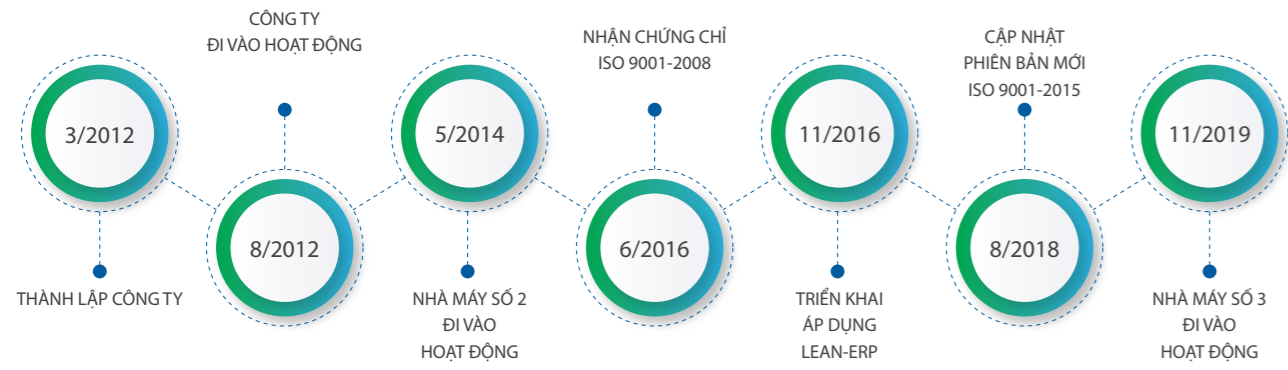 3/2012
THÀNH LẬP CÔNG TY
CÔNG TY
ĐI VÀO HOẠT ĐỘNG
8/2012
5/2014
NHÀ MÁY SỐ 2
ĐI VÀO
HOẠT ĐỘNG
NHẬN CHỨNG CHỈ
ISO 9001-2008
6/2016
11/2016
TRIỂN KHAI
ÁP DỤNG
LEAN-ERP
CẬP NHẬT
PHIÊN BẢN MỚI
ISO 9001-2015
8/2018
11/2019
NHÀ MÁY SỐ 3
ĐI VÀO
HOẠT ĐỘNG